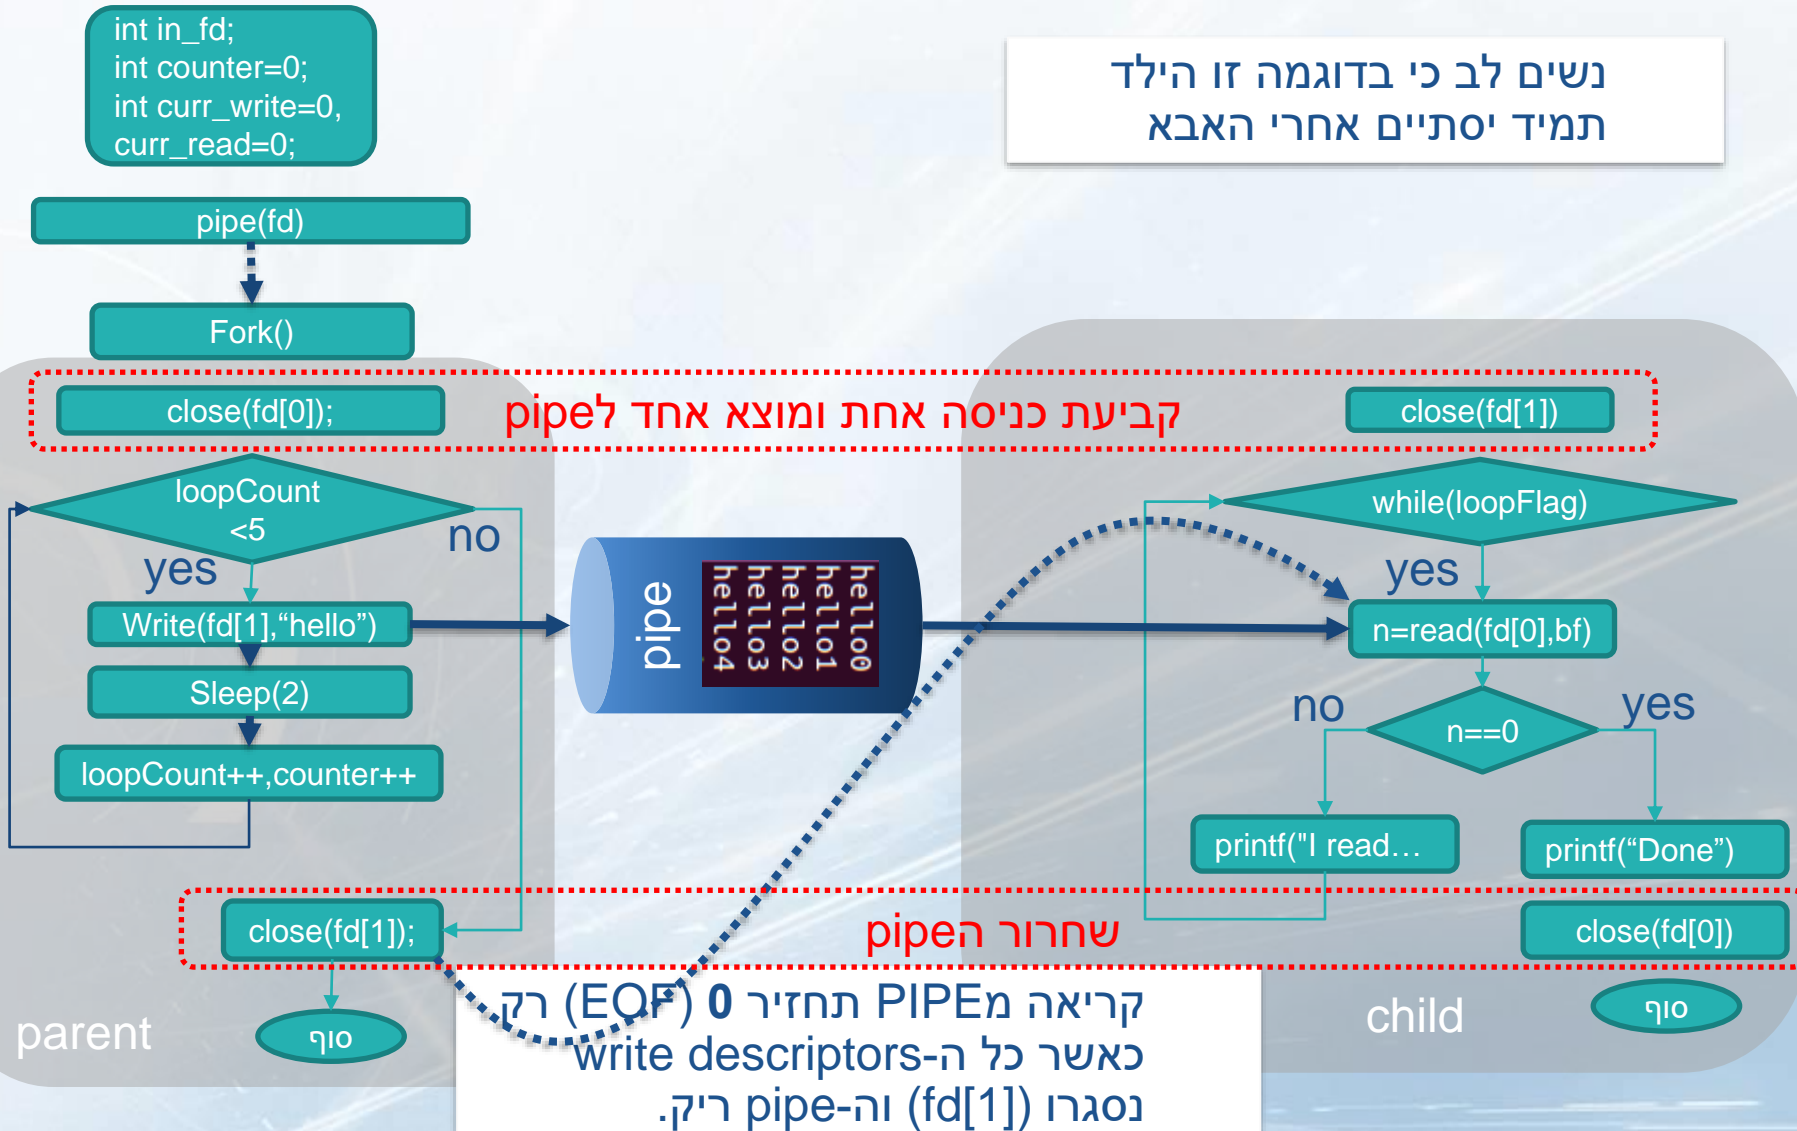 int in_fd;
int counter=0;
int curr_write=0,
curr_read=0;
נשים לב כי בדוגמה זו הילד
תמיד יסתיים אחרי האבא
pipe(fd)
Fork()
close(fd[0]);
קביעת כניסה אחת ומוצא אחד לpipe
close(fd[1])
loopCount
<5
no
yes
Write(fd[1],“hello”)
Sleep(2)
loopCount++,counter++
close(fd[1]);
סוף
parent
pipe
hello0
hello1
hello2
hello3
hello4
while(loopFlag)
yes
n=read(fd[0],bf)
no
n==0
yes
printf("I read…
printf(“Done”)
שחרור הpipe
close(fd[0])
סוף
child
קריאה מPIPE תחזיר 0 (EOF) רק
כאשר כל ה-write descriptors
נסגרו (fd[1]) וה-pipe ריק.